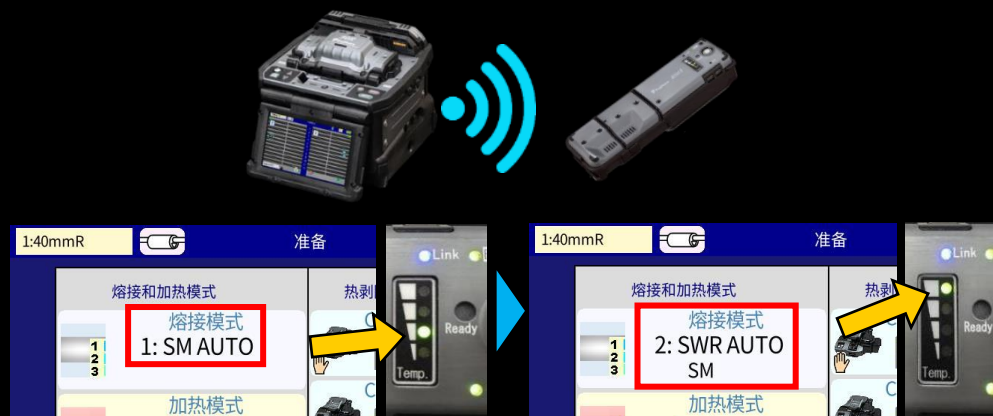 1:40mmR
准备
熔接和加热模式
热剥
熔接模式
1: SM AUTO
1
2
3
加热模式
C
C
Link
Ready
Temp.
1:40mmR
准备
熔接和加热模式
热剥
熔接模式
2: SWR AUTO
SM
1
2
3
加热模式
C
C
Link
Ready
Temp.